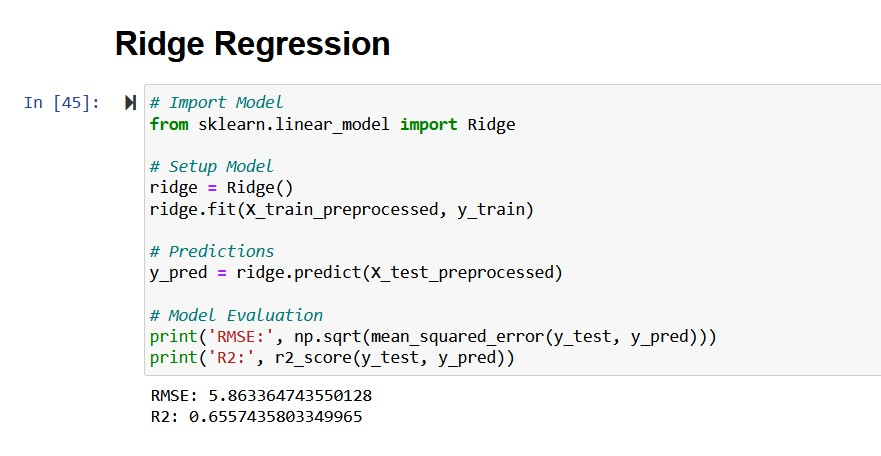 Ridge Regression
In [45]:
# Import Model
from sklearn.linear_model import Ridge
# Setup Model
ridge = Ridge()
ridge.fit(X_train_preprocessed, y_train)
# Predictions
y_pred = ridge.predict(X_test_preprocessed)
# Model Evaluation
print('RMSE:', np.sqrt(mean_squared_error(y_test, y_pred)))
print('R2:', r2_score(y_test, y_pred))
RMSE: 5.863364743550128
R2: 0.6557435803349965